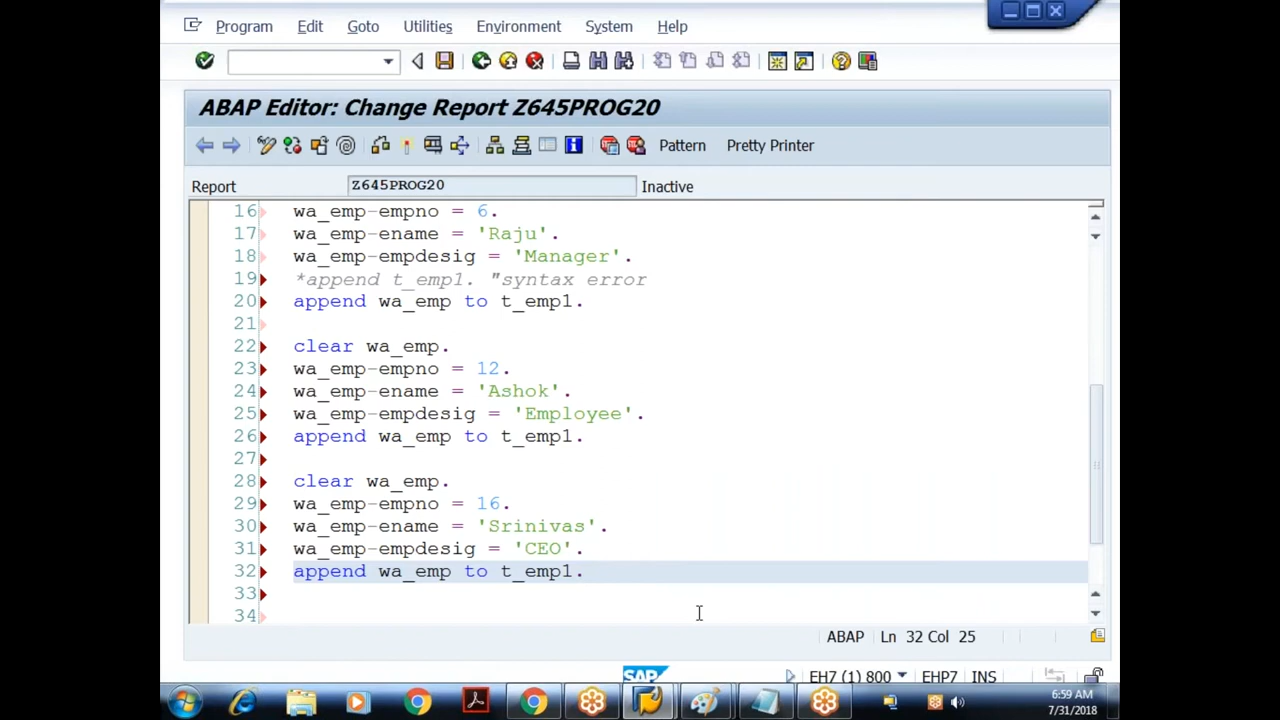 Program Edit Goto Utilities Environment System Help
ABAP Editor: Change Report Z645PROG20
Pattern Pretty Printer
Report Z645PROG20 Inactive
16 wa_emp-empno = 6.
17 wa_emp-ename = 'Raju'.
18 wa_emp-empdesig = 'Manager'.
19 *append t_emp1. "syntax error
20 append wa_emp to t_emp1.
21
22 clear wa_emp.
23 wa_emp-empno = 12.
24 wa_emp-ename = 'Ashok'.
25 wa_emp-empdesig = 'Employee'.
26 append wa_emp to t_emp1.
27
28 clear wa_emp.
29 wa_emp-empno = 16.
30 wa_emp-ename = 'Srinivas'.
31 wa_emp-empdesig = 'CEO'.
32 append wa_emp to t_emp1.
33
34
ABAP Ln 32 Col 25
SAP EH7 (1) 800 EHP7 INS
6:59 AM
7/31/2018